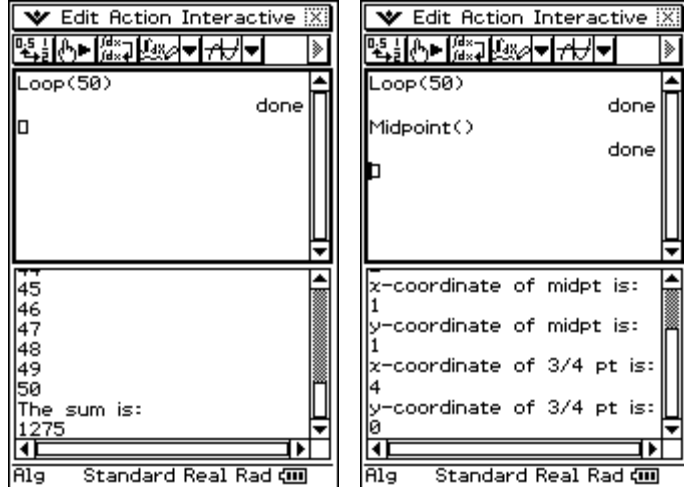 Edit Action Interactive
Loop(50)
done
45
46
47
48
49
50
The sum is:
1275
Alg Standard Real Rad
Edit Action Interactive
Loop(50)
done
Midpoint()
done
x-coordinate of midpt is:
1
y-coordinate of midpt is:
1
x-coordinate of 3/4 pt is:
4
y-coordinate of 3/4 pt is:
0
Alg Standard Real Rad